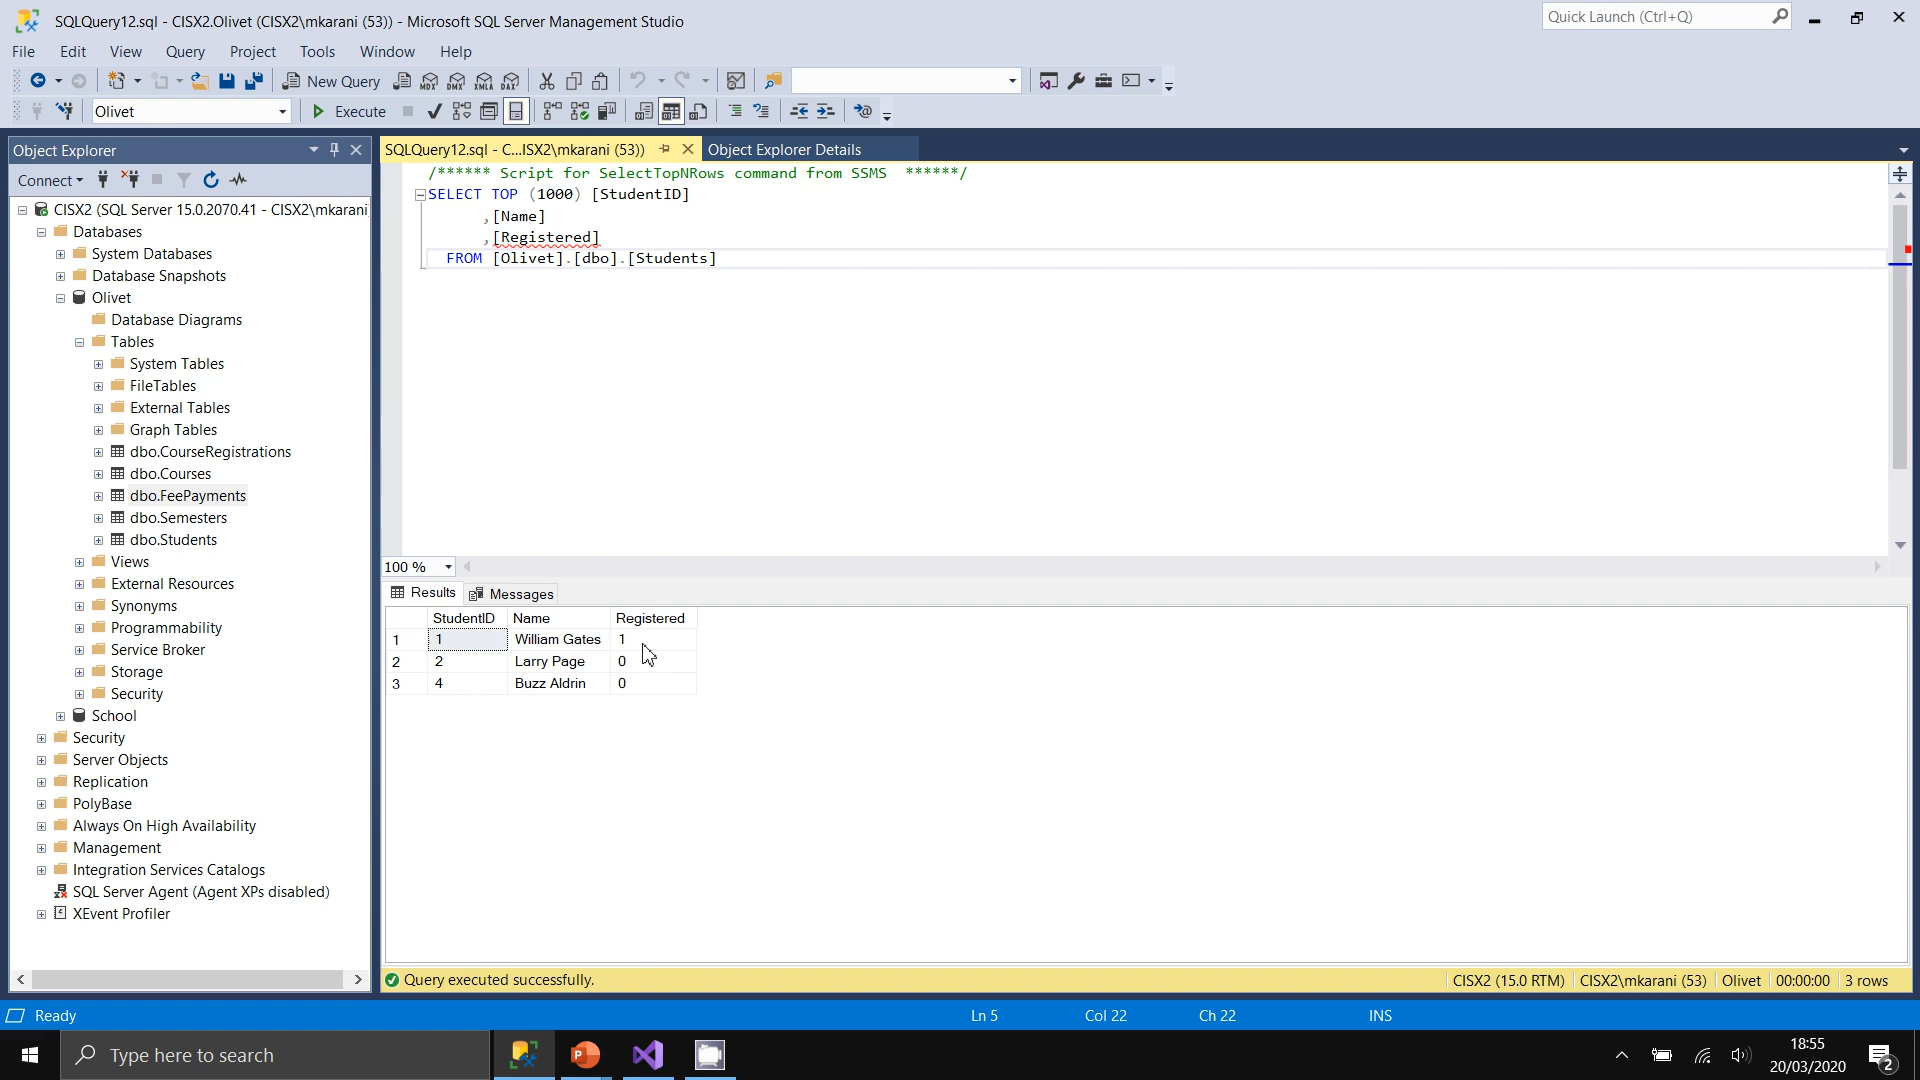 SQLQuery12.sql - CISX2.Olivet (CISX2\mkarani (53)) - Microsoft SQL Server Management Studio
Quick Launch (Ctrl+Q)
File Edit View Query Project Tools Window Help
New Query MDX DMX XMLA DAX
Olivet Execute
Object Explorer
SQLQuery12.sql - C...ISX2\mkarani (53)) Object Explorer Details
Connect
CISX2 (SQL Server 15.0.2070.41 - CISX2\mkarani
Databases
System Databases
Database Snapshots
Olivet
Database Diagrams
Tables
System Tables
FileTables
External Tables
Graph Tables
dbo.CourseRegistrations
dbo.Courses
dbo.FeePayments
dbo.Semesters
dbo.Students
Views
External Resources
Synonyms
Programmability
Service Broker
Storage
Security
School
Security
Server Objects
Replication
PolyBase
Always On High Availability
Management
Integration Services Catalogs
SQL Server Agent (Agent XPs disabled)
XEvent Profiler
/****** Script for SelectTopNRows command from SSMS  ******/
SELECT TOP (1000) [StudentID]
,[Name]
,[Registered]
FROM [Olivet].[dbo].[Students]
100 %
Results Messages
StudentID Name Registered
1 1 William Gates 1
2 2 Larry Page 0
3 4 Buzz Aldrin 0
Query executed successfully. CISX2 (15.0 RTM) CISX2\mkarani (53) Olivet 00:00:00 3 rows
Ready Ln 5 Col 22 Ch 22 INS
Type here to search
18:55
20/03/2020
2